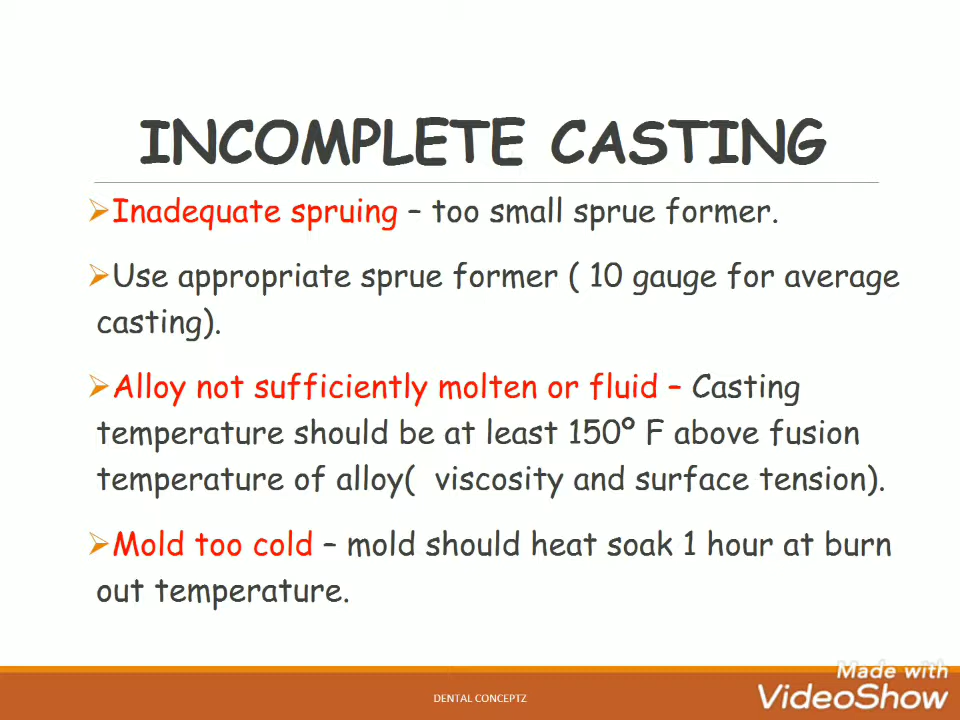 INCOMPLETE CASTING
➢Inadequate spruing – too small sprue former.
➢Use appropriate sprue former ( 10 gauge for average
casting).
➢Alloy not sufficiently molten or fluid – Casting
temperature should be at least 150º F above fusion
temperature of alloy(  viscosity and surface tension).
➢Mold too cold – mold should heat soak 1 hour at burn
out temperature.
DENTAL CONCEPTZ
Made with
VideoShow